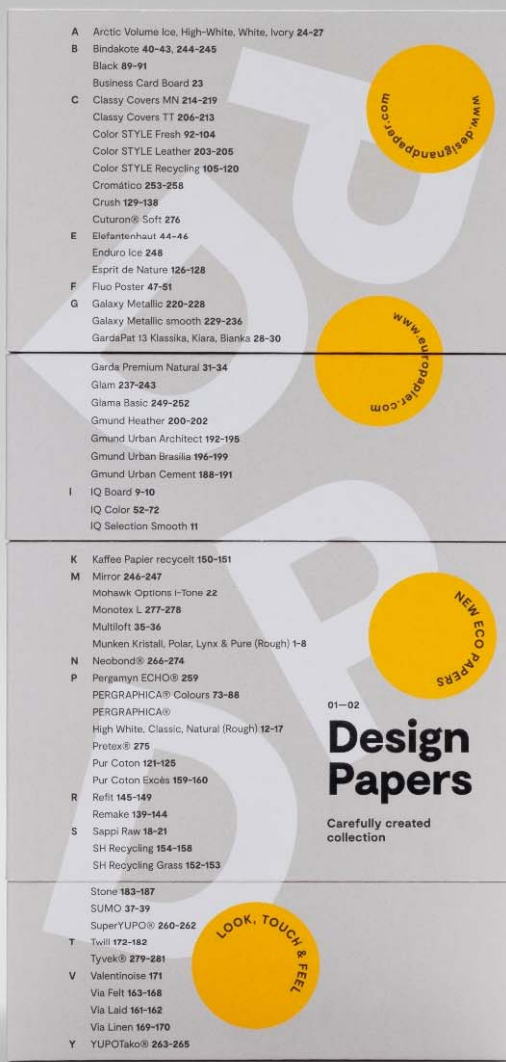 A Arctic Volume Ice, High-White, White, Ivory 24-27
B Bindakote 40-43, 244-245
Black 89-91
Business Card Board 23
C Classy Covers MN 214-219
Classy Covers TT 206-213
Color STYLE Fresh 92-104
Color STYLE Leather 203-205
Color STYLE Recycling 105-120
Cromático 253-258
Crush 129-138
Cuturon® Soft 276
E Elefantenhaut 44-46
Enduro Ice 248
Esprit de Nature 126-128
F Fluo Poster 47-51
G Galaxy Metallic 220-228
Galaxy Metallic smooth 229-236
GardaPat 13 Klassika, Kiara, Bianka 28-30
Garda Premium Natural 31-34
Glam 237-243
Glama Basic 249-252
Gmund Heather 200-202
Gmund Urban Architect 192-195
Gmund Urban Brasilia 196-199
Gmund Urban Cement 188-191
I IQ Board 9-10
IQ Color 52-72
IQ Selection Smooth 11
K Kaffee Papier recycelt 150-151
M Mirror 246-247
Mohawk Options I-Tone 22
Monotex L 277-278
Multiloft 35-36
Munken Kristall, Polar, Lynx & Pure (Rough) 1-8
N Neobond® 266-274
P Pergamyn ECHO® 259
PERGRAPHICA® Colours 73-88
PERGRAPHICA®
High White, Classic, Natural (Rough) 12-17
Pretex® 275
Pur Coton 121-125
Pur Coton Excès 159-160
R Refit 145-149
Remake 139-144
S Sappi Raw 18-21
SH Recycling 154-158
SH Recycling Grass 152-153
Stone 183-187
SUMO 37-39
SuperYUPO® 260-262
T Twill 172-182
Tyvek® 279-281
V Valentinoise 171
Via Felt 163-168
Via Laid 161-162
Via Linen 169-170
Y YUPOTako® 263-265
www.designandpaper.com
www.europapier.com
NEW ECO PAPERS
01—02
Design
Papers
Carefully created
collection
LOOK, TOUCH & FEEL
DP
DP